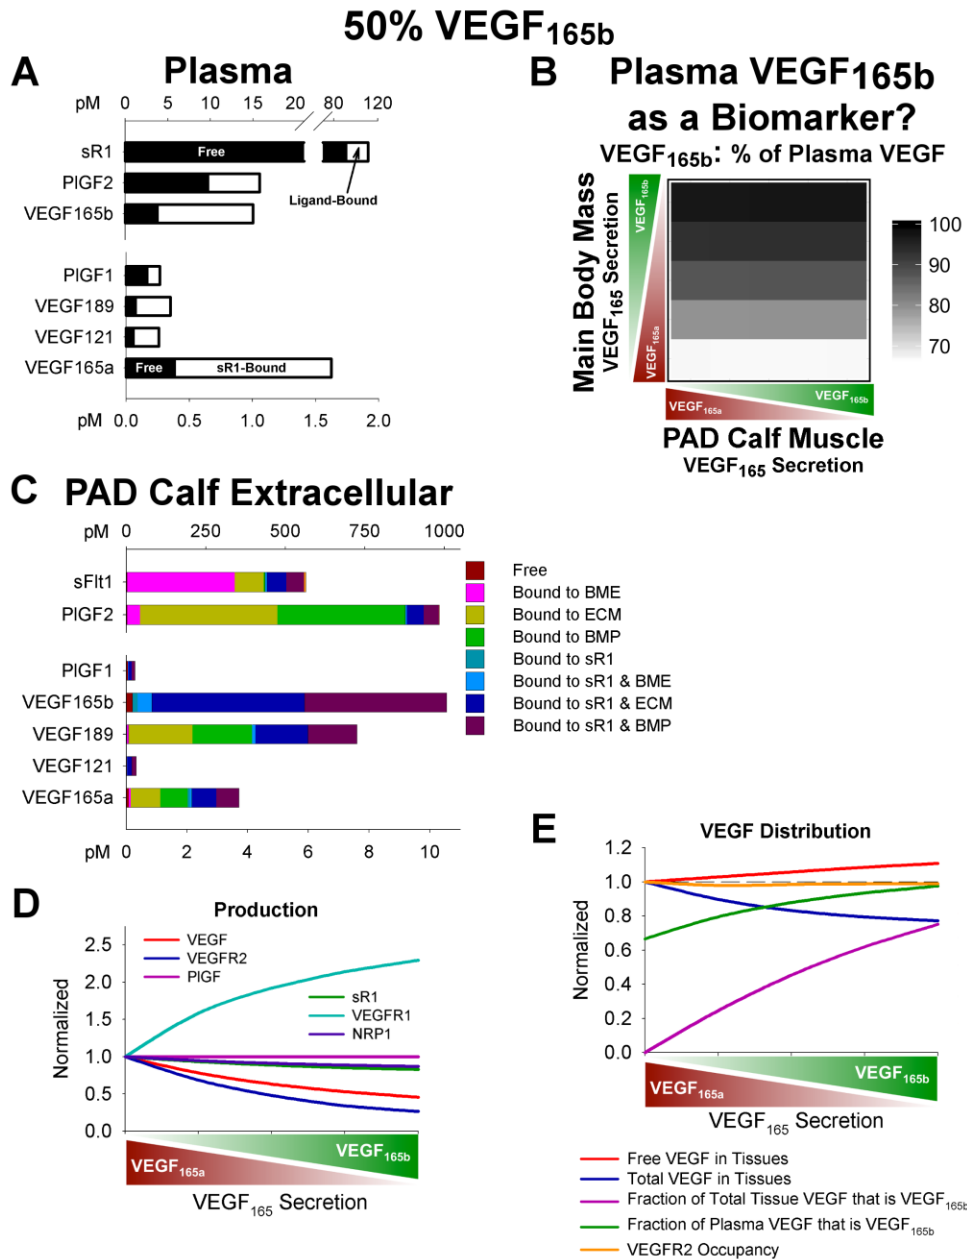 50% VEGF165b
A Plasma
pM 0 5 10 15 20 80 120
sR1 Free
Ligand-Bound
PlGF2
VEGF165b
PlGF1
VEGF189
VEGF121
VEGF165a Free sR1-Bound
pM 0.0 0.5 1.0 1.5 2.0
B Plasma VEGF165b
as a Biomarker?
VEGF165b: % of Plasma VEGF
Main Body Mass
VEGF165 Secretion
VEGF165b
VEGF165a
100
90
80
70
VEGF165a VEGF165b
PAD Calf Muscle
VEGF165 Secretion
C PAD Calf Extracellular
pM 0 250 500 750 1000
sFlt1
PlGF2
PlGF1
VEGF165b
VEGF189
VEGF121
VEGF165a
pM 0 2 4 6 8 10
Free
Bound to BME
Bound to ECM
Bound to BMP
Bound to sR1
Bound to sR1 & BME
Bound to sR1 & ECM
Bound to sR1 & BMP
D Production
Normalized
2.5
2.0
1.5
1.0
0.5
0.0
VEGF
VEGFR2
PlGF
sR1
VEGFR1
NRP1
VEGF165a VEGF165b
VEGF165 Secretion
E VEGF Distribution
Normalized
1.2
1.0
0.8
0.6
0.4
0.2
0.0
VEGF165a VEGF165b
VEGF165 Secretion
Free VEGF in Tissues
Total VEGF in Tissues
Fraction of Total Tissue VEGF that is VEGF165b
Fraction of Plasma VEGF that is VEGF165b
VEGFR2 Occupancy